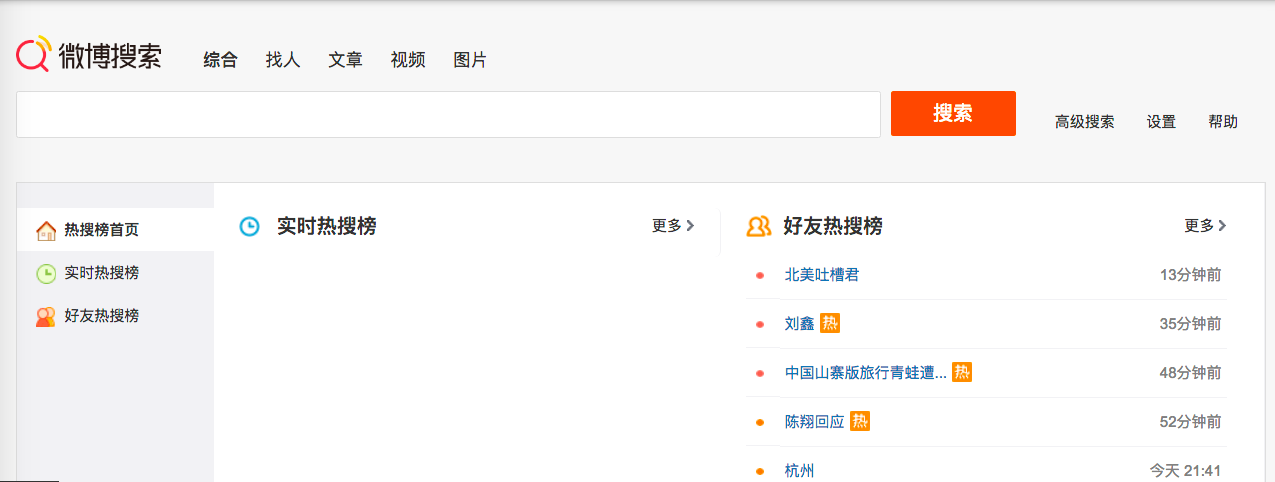 微博搜索 综合 找人 文章 视频 图片
搜索 高级搜索 设置 帮助
热搜榜首页
实时热搜榜
好友热搜榜
实时热搜榜 更多
好友热搜榜 更多
北美吐槽君 13分钟前
刘鑫 热 35分钟前
中国山寨版旅行青蛙遭... 热 48分钟前
陈翔回应 热 52分钟前
杭州 今天 21:41